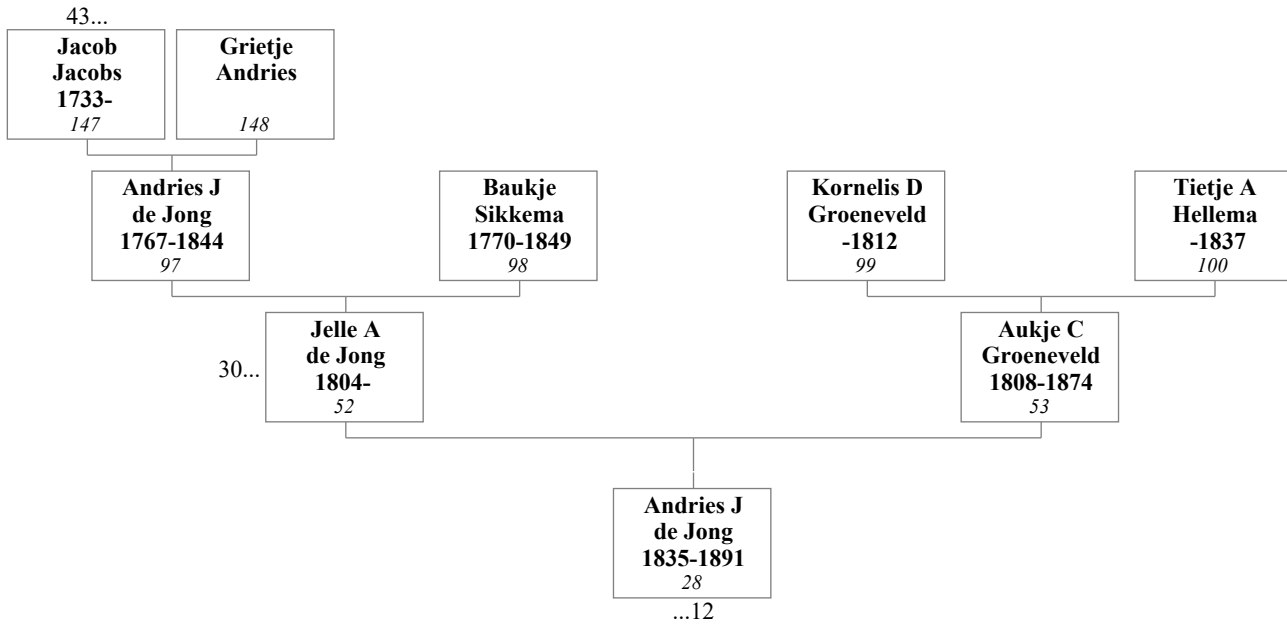 43...
Jacob
Jacobs
1733-
147
Grietje
Andries
148
Andries J
de Jong
1767-1844
97
Baukje
Sikkema
1770-1849
98
Kornelis D
Groeneveld
-1812
99
Tietje A
Hellema
-1837
100
30...
Jelle A
de Jong
1804-
52
Aukje C
Groeneveld
1808-1874
53
Andries J
de Jong
1835-1891
28
...12